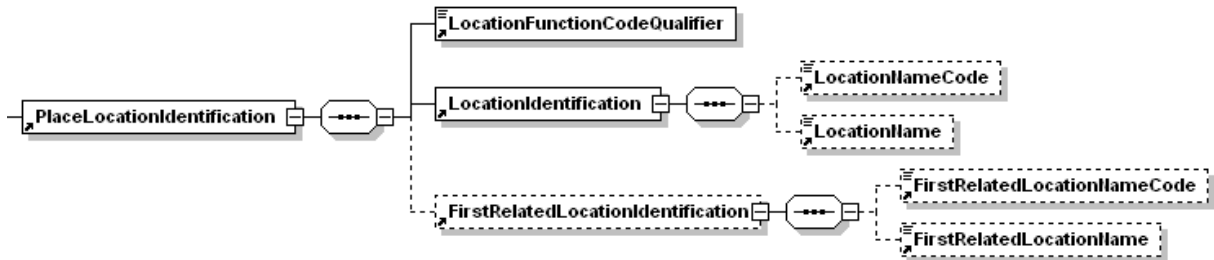 LocationFunctionCodeQualifier
LocationNameCode
PlaceLocationIdentification
LocationIdentification
LocationName
FirstRelatedLocationNameCode
FirstRelatedLocationIdentification
FirstRelatedLocationName